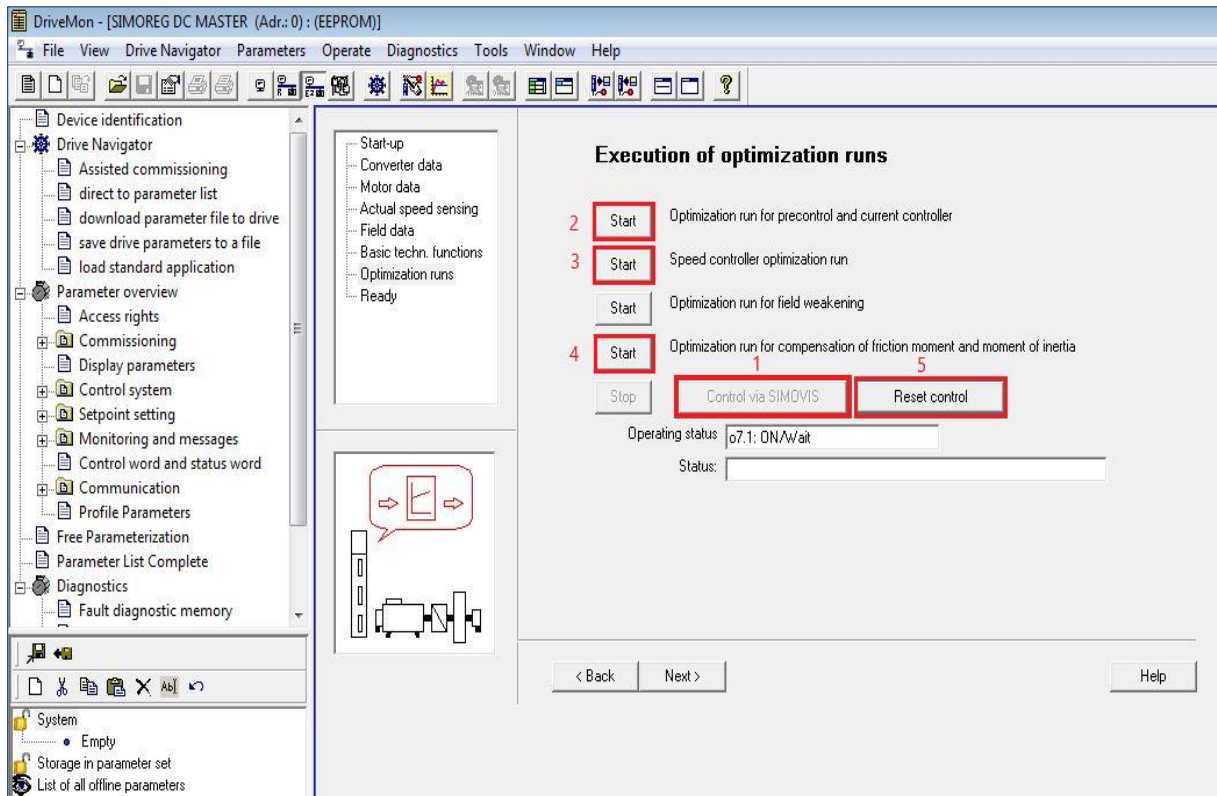 DriveMon - [SIMOREG DC MASTER (Adr.: 0) : (EEPROM)]
File View Drive Navigator Parameters Operate Diagnostics Tools Window Help
Device identification
Drive Navigator
Assisted commissioning
direct to parameter list
download parameter file to drive
save drive parameters to a file
load standard application
Parameter overview
Access rights
Commissioning
Display parameters
Control system
Setpoint setting
Monitoring and messages
Control word and status word
Communication
Profile Parameters
Free Parameterization
Parameter List Complete
Diagnostics
Fault diagnostic memory
System
Empty
Storage in parameter set
List of all offline parameters
Start-up
Converter data
Motor data
Actual speed sensing
Field data
Basic techn. functions
Optimization runs
Ready
Execution of optimization runs
2 Start Optimization run for precontrol and current controller
3 Start Speed controller optimization run
Start Optimization run for field weakening
4 Start Optimization run for compensation of friction moment and moment of inertia
1 5
Stop Control via SIMOVIS Reset control
Operating status o7.1: ON/Wait
Status:
< Back Next > Help